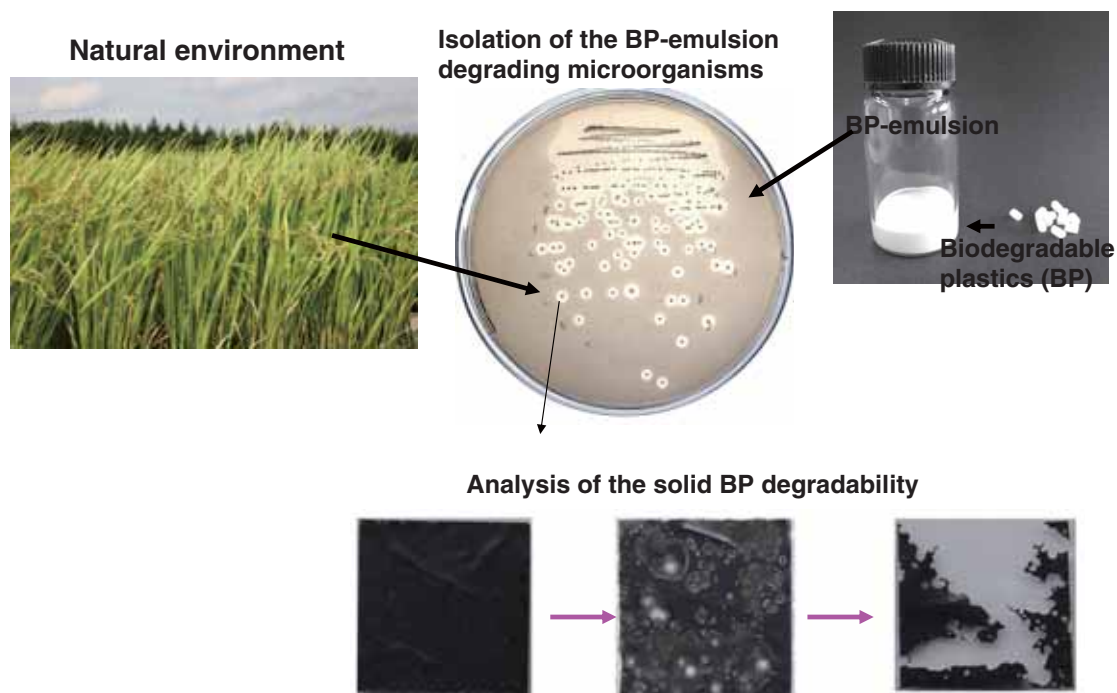 Natural environment
Isolation of the BP-emulsion
degrading microorganisms
BP-emulsion
Biodegradable
plastics (BP)
Analysis of the solid BP degradability